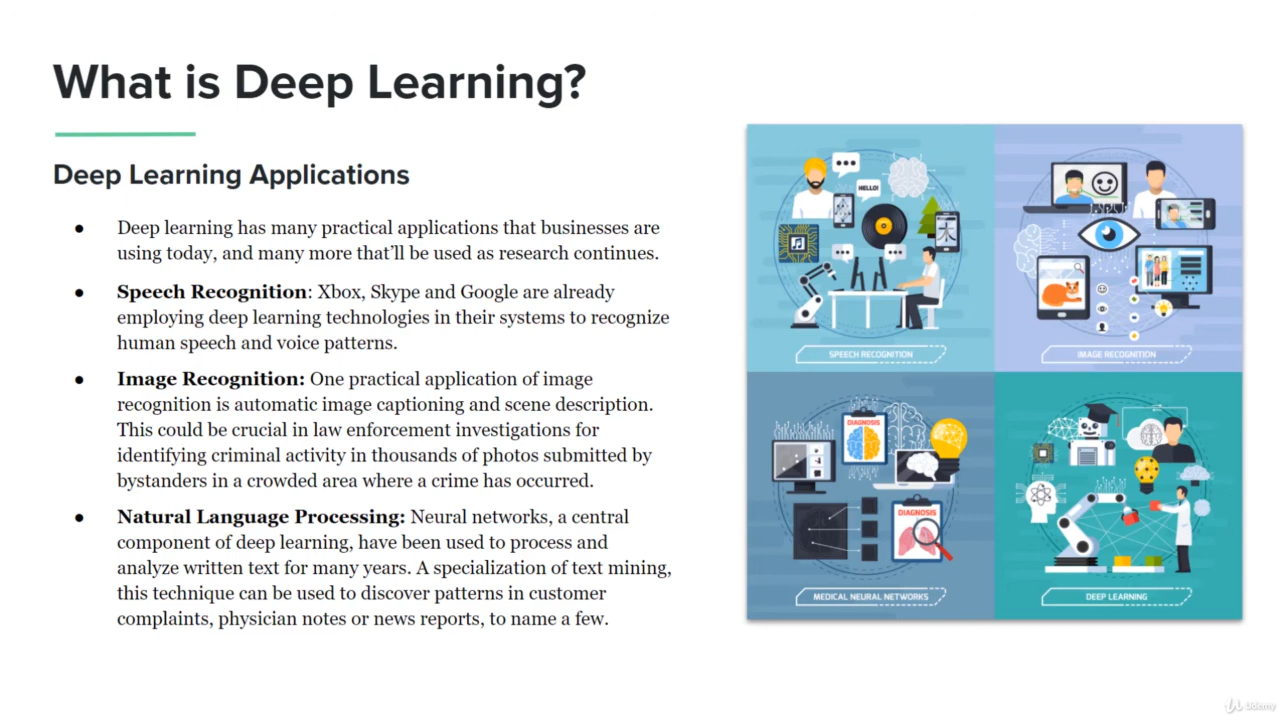 What is Deep Learning?
Deep Learning Applications
● Deep learning has many practical applications that businesses are
using today, and many more that'll be used as research continues.
● Speech Recognition: Xbox, Skype and Google are already
employing deep learning technologies in their systems to recognize
human speech and voice patterns.
● Image Recognition: One practical application of image
recognition is automatic image captioning and scene description.
This could be crucial in law enforcement investigations for
identifying criminal activity in thousands of photos submitted by
bystanders in a crowded area where a crime has occurred.
● Natural Language Processing: Neural networks, a central
component of deep learning, have been used to process and
analyze written text for many years. A specialization of text mining,
this technique can be used to discover patterns in customer
complaints, physician notes or news reports, to name a few.
HELLO!
SPEECH RECOGNITION
IMAGE RECOGNITION
DIAGNOSIS
DIAGNOSIS
MEDICAL NEURAL NETWORKS
DEEP LEARNING
Udemy